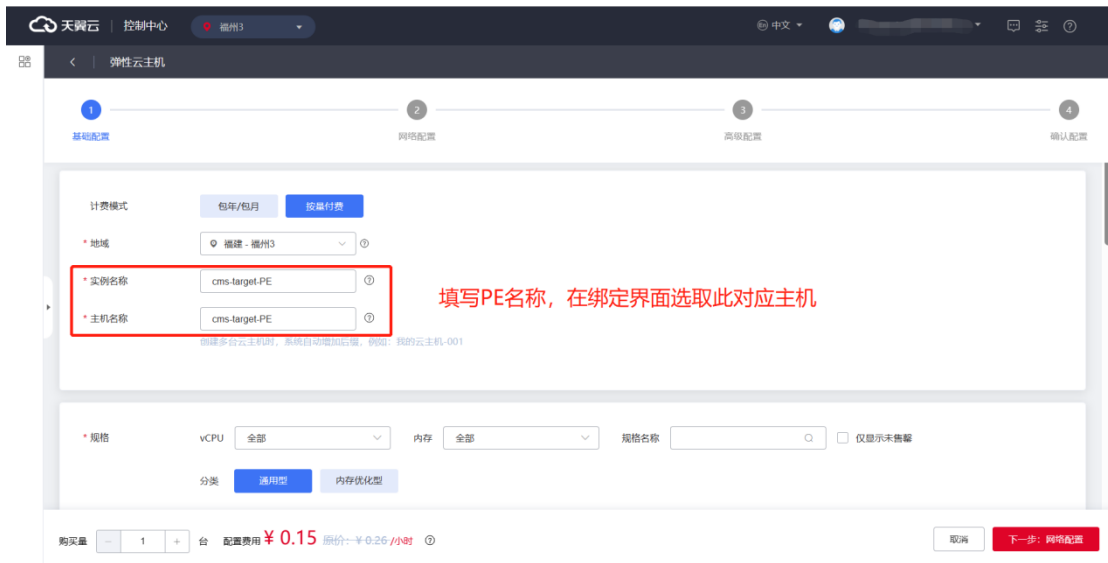 天翼云 控制中心 福州3 中文
弹性云主机
1 2 3 4
基础配置 网络配置 高级配置 确认配置
计费模式 包年/包月 按量付费
* 地域 福建 - 福州3
* 实例名称 cms-target-PE
填写PE名称，在绑定界面选取此对应主机
* 主机名称 cms-target-PE
创建多台云主机时，系统自动增加后缀，例如：我的云主机-001
* 规格 vCPU 全部 内存 全部 规格名称 仅显示未售罄
分类 通用型 内存优化型
购买量 − 1 + 台 配置费用 ¥ 0.15 原价：¥ 0.26 /小时 取消 下一步：网络配置